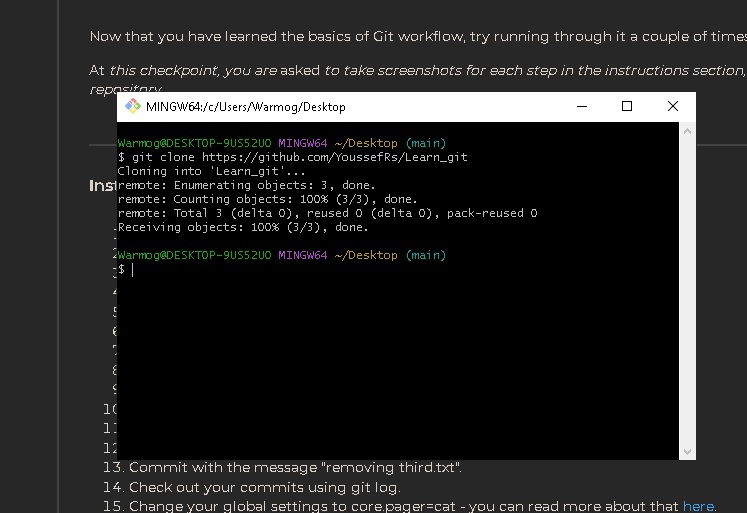 Now that you have learned the basics of Git workflow, try running through it a couple of times
At this checkpoint, you are asked to take screenshots for each step in the instructions section,
repository.
MINGW64:/c/Users/Warmog/Desktop
Warmog@DESKTOP-9US52UO MINGW64 ~/Desktop (main)
$ git clone https://github.com/YoussefRs/Learn_git
Cloning into 'Learn_git'...
Inst
remote: Enumerating objects: 3, done.
remote: Counting objects: 100% (3/3), done.
remote: Total 3 (delta 0), reused 0 (delta 0), pack-reused 0
Receiving objects: 100% (3/3), done.
Warmog@DESKTOP-9US52UO MINGW64 ~/Desktop (main)
$
13. Commit with the message "removing third.txt".
14. Check out your commits using git log.
15. Change your global settings to core.pager=cat - you can read more about that here.